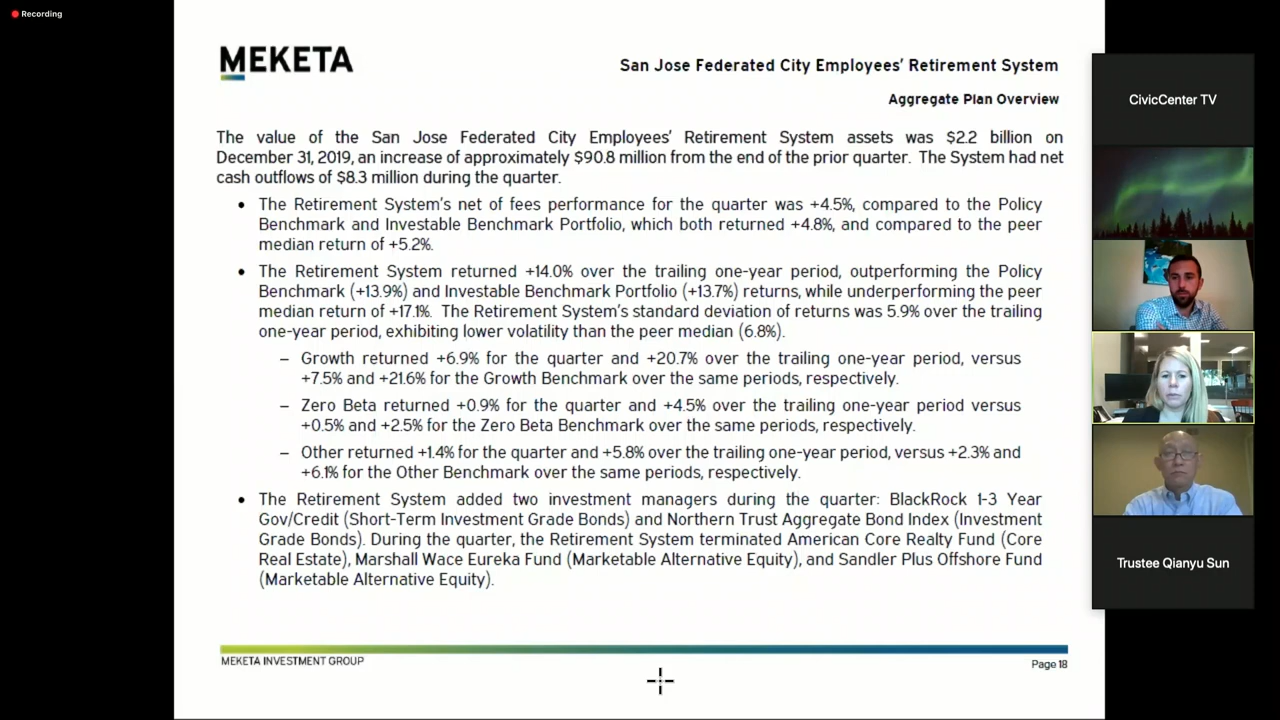 Recording
MEKETA
San Jose Federated City Employees' Retirement System
Aggregate Plan Overview
The value of the San Jose Federated City Employees' Retirement System assets was $2.2 billion on
December 31, 2019, an increase of approximately $90.8 million from the end of the prior quarter. The System had net
cash outflows of $8.3 million during the quarter.
• The Retirement System's net of fees performance for the quarter was +4.5%, compared to the Policy
Benchmark and Investable Benchmark Portfolio, which both returned +4.8%, and compared to the peer
median return of +5.2%.
• The Retirement System returned +14.0% over the trailing one-year period, outperforming the Policy
Benchmark (+13.9%) and Investable Benchmark Portfolio (+13.7%) returns, while underperforming the peer
median return of +17.1%. The Retirement System's standard deviation of returns was 5.9% over the trailing
one-year period, exhibiting lower volatility than the peer median (6.8%).
– Growth returned +6.9% for the quarter and +20.7% over the trailing one-year period, versus
+7.5% and +21.6% for the Growth Benchmark over the same periods, respectively.
– Zero Beta returned +0.9% for the quarter and +4.5% over the trailing one-year period versus
+0.5% and +2.5% for the Zero Beta Benchmark over the same periods, respectively.
– Other returned +1.4% for the quarter and +5.8% over the trailing one-year period, versus +2.3% and
+6.1% for the Other Benchmark over the same periods, respectively.
• The Retirement System added two investment managers during the quarter: BlackRock 1-3 Year
Gov/Credit (Short-Term Investment Grade Bonds) and Northern Trust Aggregate Bond Index (Investment
Grade Bonds). During the quarter, the Retirement System terminated American Core Realty Fund (Core
Real Estate), Marshall Wace Eureka Fund (Marketable Alternative Equity), and Sandler Plus Offshore Fund
(Marketable Alternative Equity).
MEKETA INVESTMENT GROUP
Page 18
CivicCenter TV
Trustee Qianyu Sun